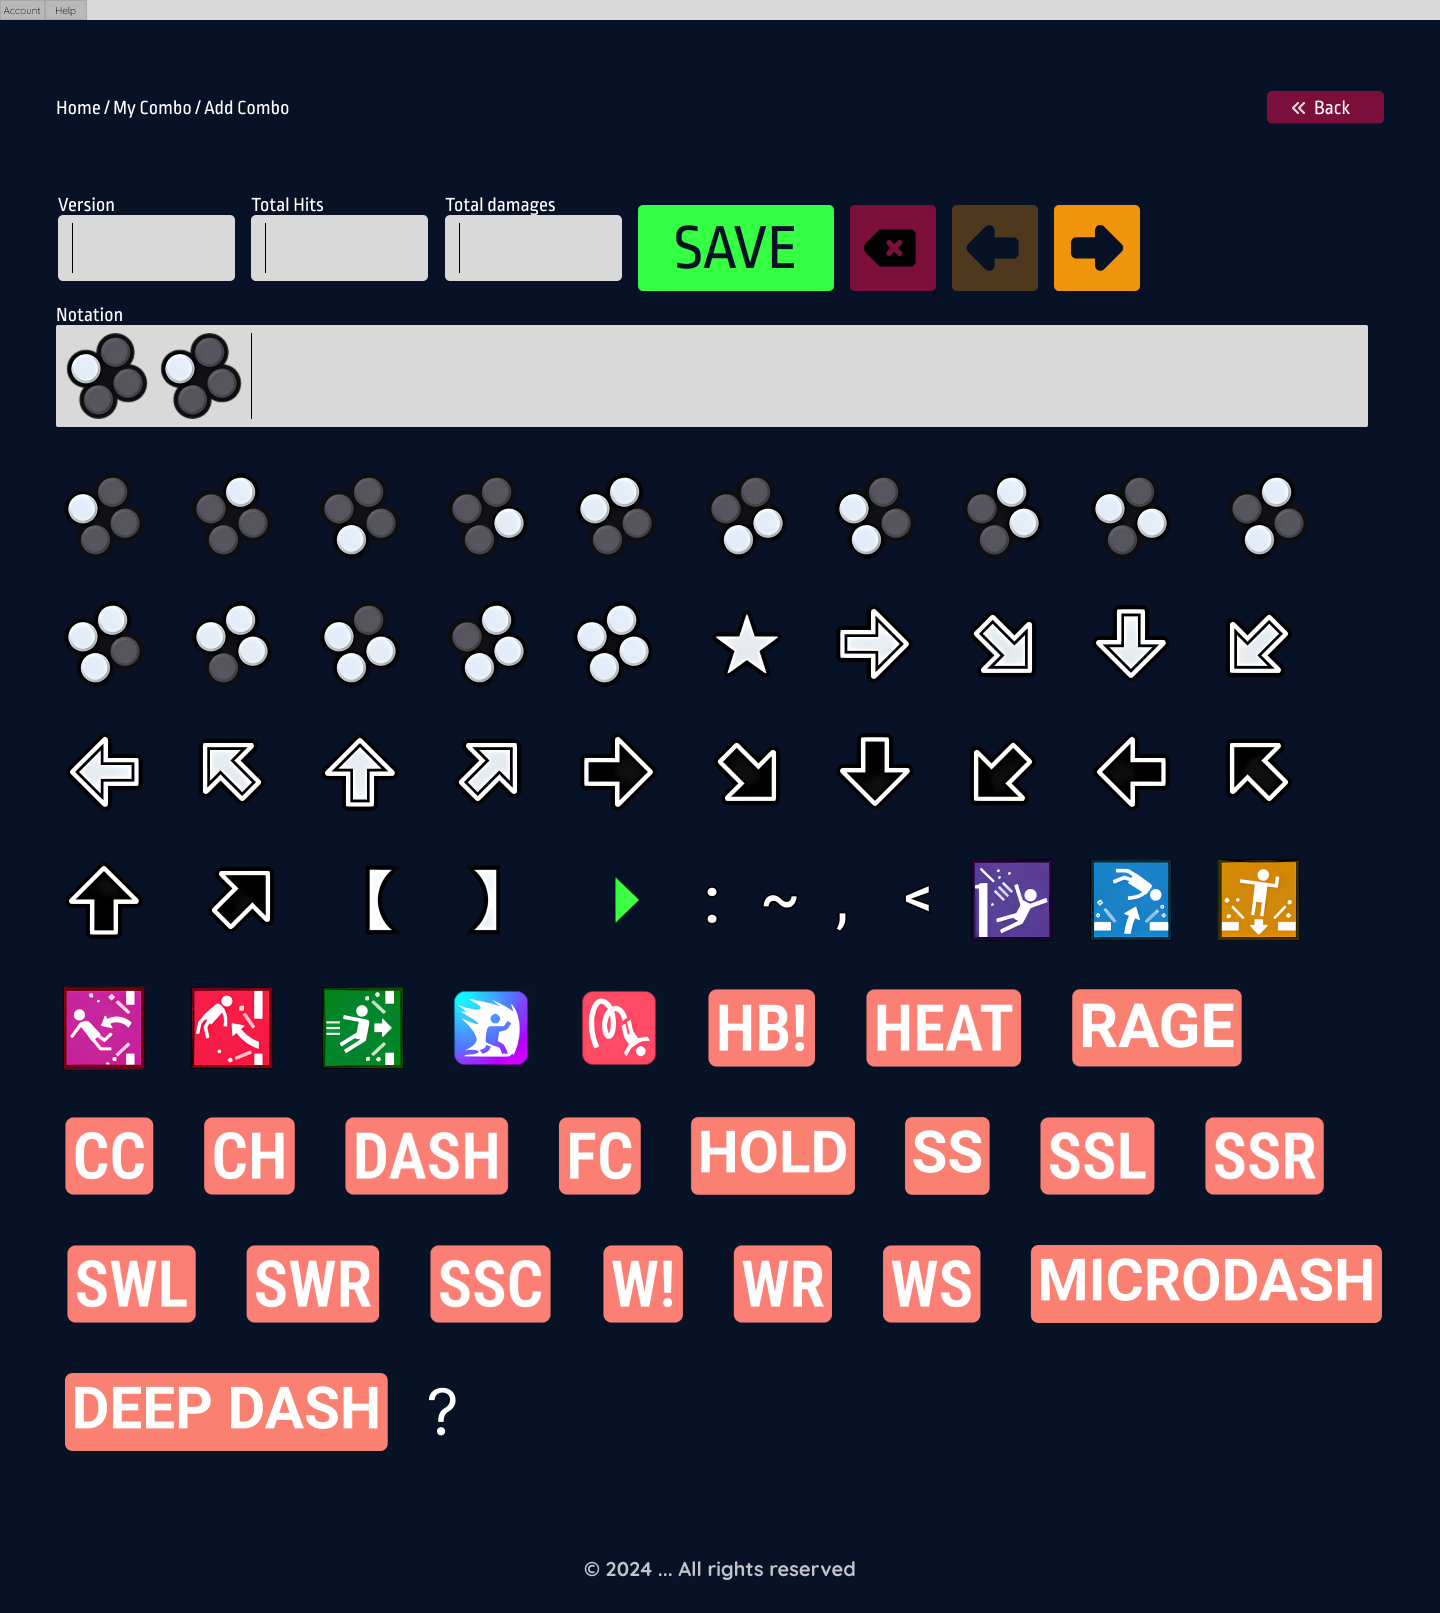 Account Help
Home / My Combo / Add Combo
« Back
Version Total Hits Total damages
SAVE
Notation
【 】 : ~ , <
HB! HEAT RAGE
CC CH DASH FC HOLD SS SSL SSR
SWL SWR SSC W! WR WS MICRODASH
DEEP DASH ?
© 2024 ... All rights reserved